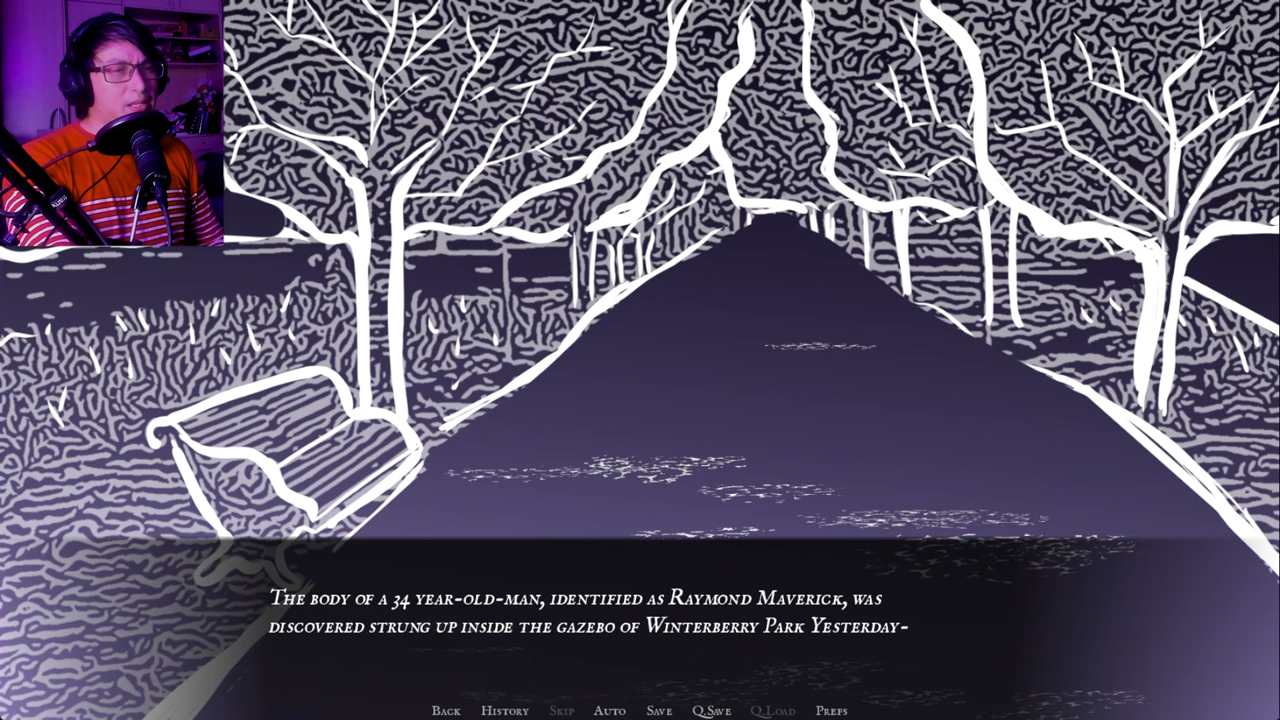 The body of a 34 year-old-man, identified as Raymond Maverick, was
discovered strung up inside the gazebo of Winterberry Park Yesterday-
Back History Skip Auto Save Q.Save Q.Load Prefs